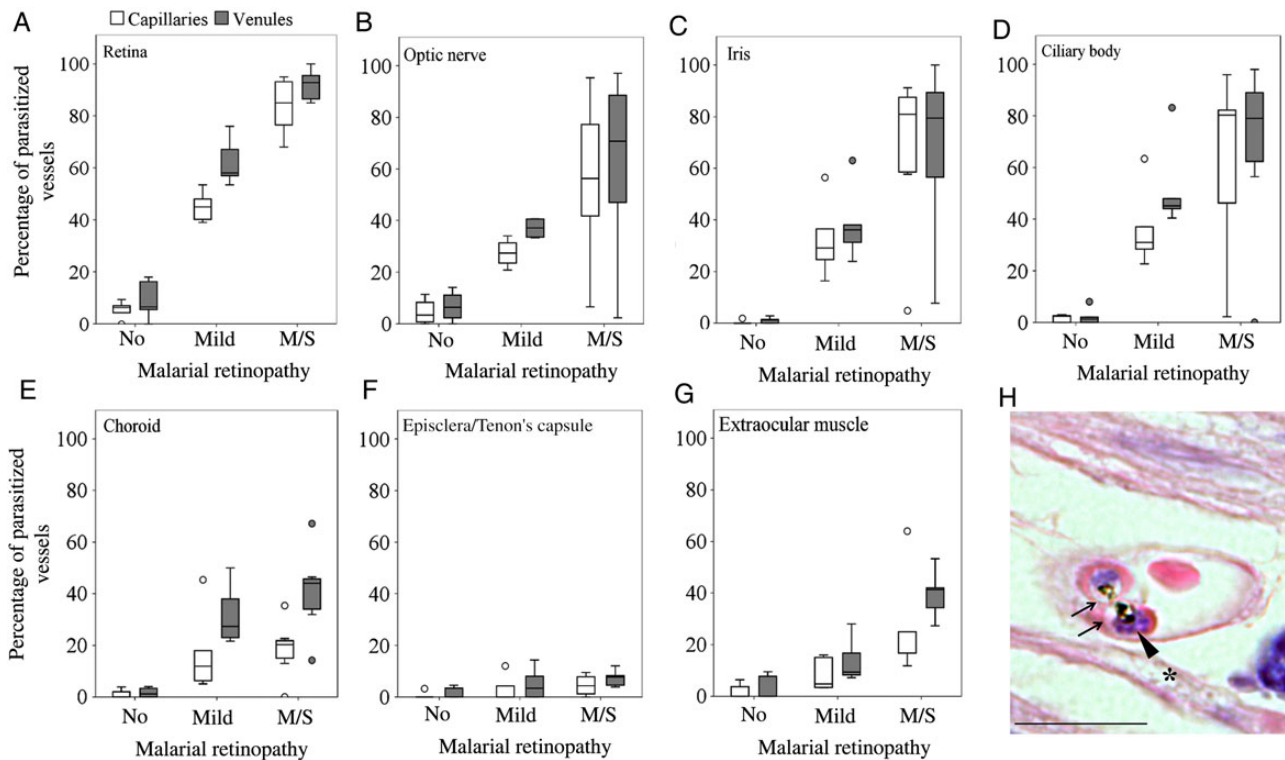 Capillaries Venules
A
Retina
100
80
60
40
20
0
No Mild M/S
Malarial retinopathy
Percentage of parasitized
vessels
B
Optic nerve
100
80
60
40
20
0
No Mild M/S
Malarial retinopathy
C
Iris
100
80
60
40
20
0
No Mild M/S
Malarial retinopathy
D
Ciliary body
100
80
60
40
20
0
No Mild M/S
Malarial retinopathy
E
Choroid
100
80
60
40
20
0
No Mild M/S
Malarial retinopathy
Percentage of parasitized
vessels
F
Episclera/Tenon's capsule
100
80
60
40
20
0
No Mild M/S
Malarial retinopathy
G
Extraocular muscle
100
80
60
40
20
0
No Mild M/S
Malarial retinopathy
H
*